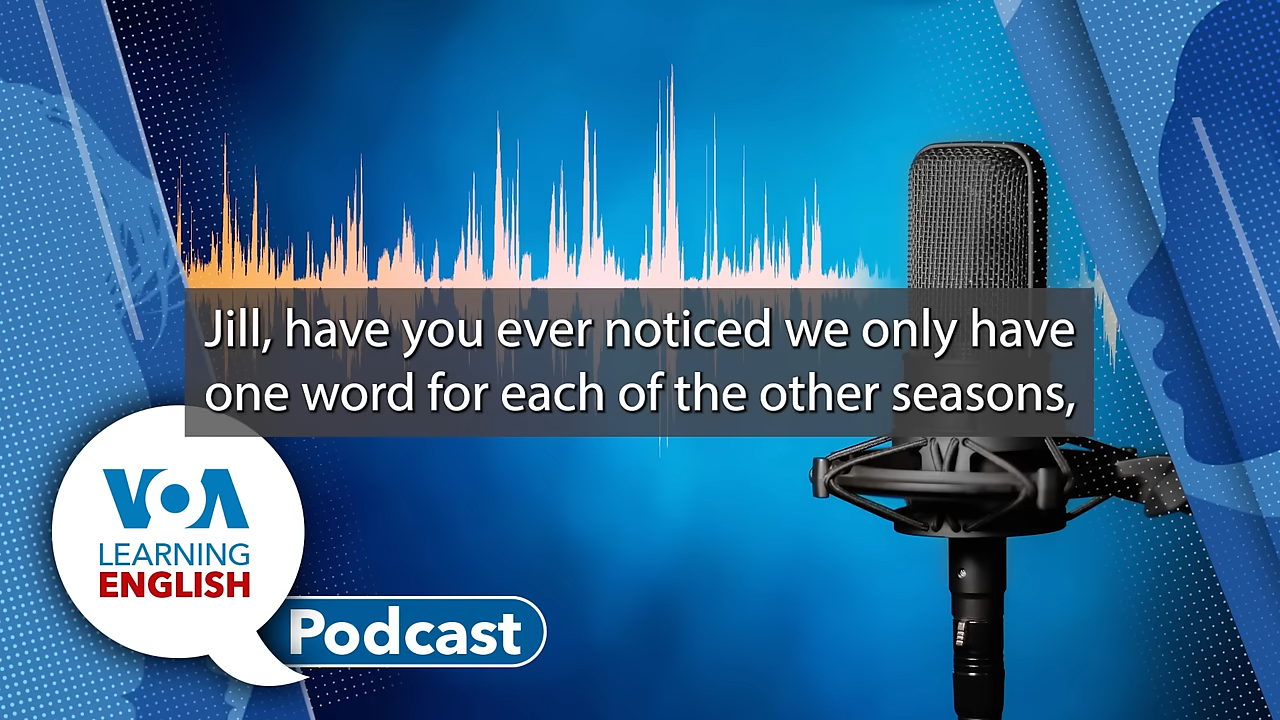 Jill, have you ever noticed we only have
one word for each of the other seasons,
VOA
LEARNING
ENGLISH
Podcast